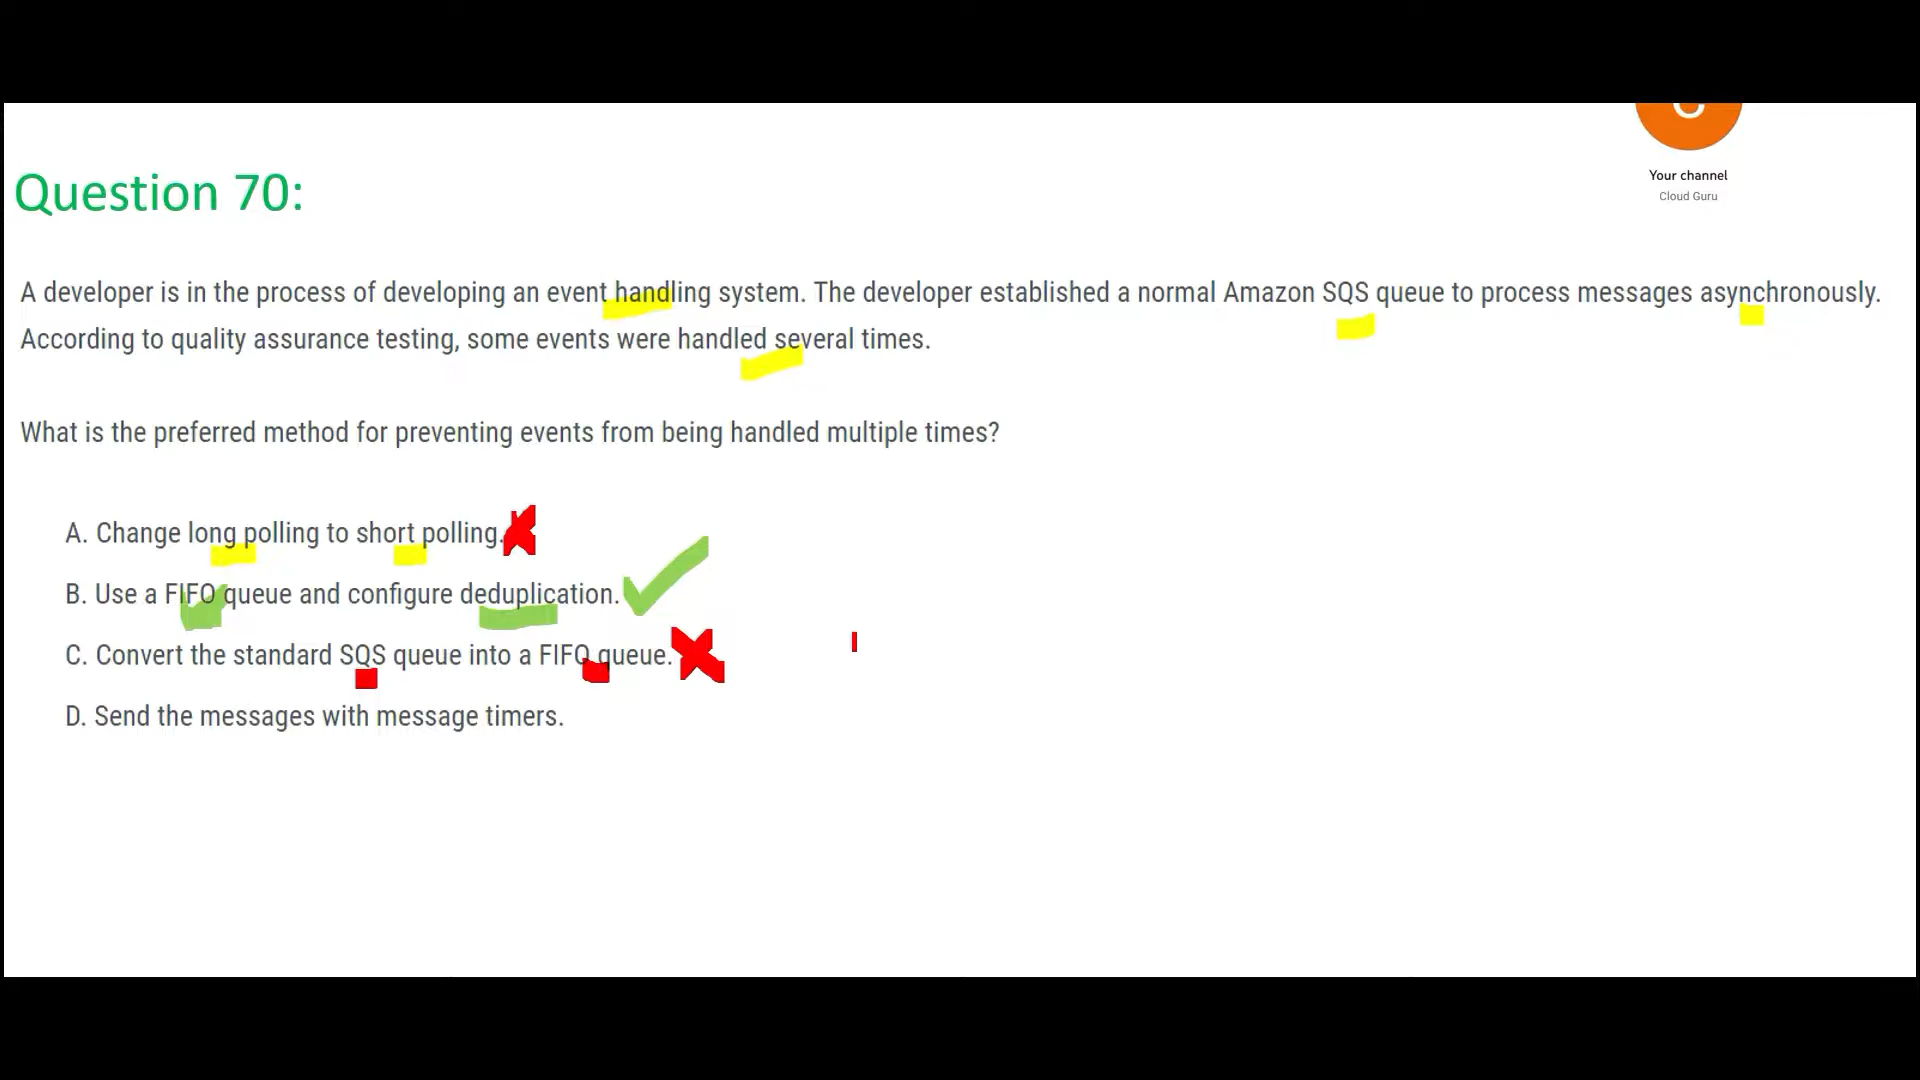 Your channel
Cloud Guru
Question 70:
A developer is in the process of developing an event handling system. The developer established a normal Amazon SQS queue to process messages asynchronously.
According to quality assurance testing, some events were handled several times.
What is the preferred method for preventing events from being handled multiple times?
A. Change long polling to short polling.
B. Use a FIFO queue and configure deduplication.
C. Convert the standard SQS queue into a FIFO queue.
D. Send the messages with message timers.